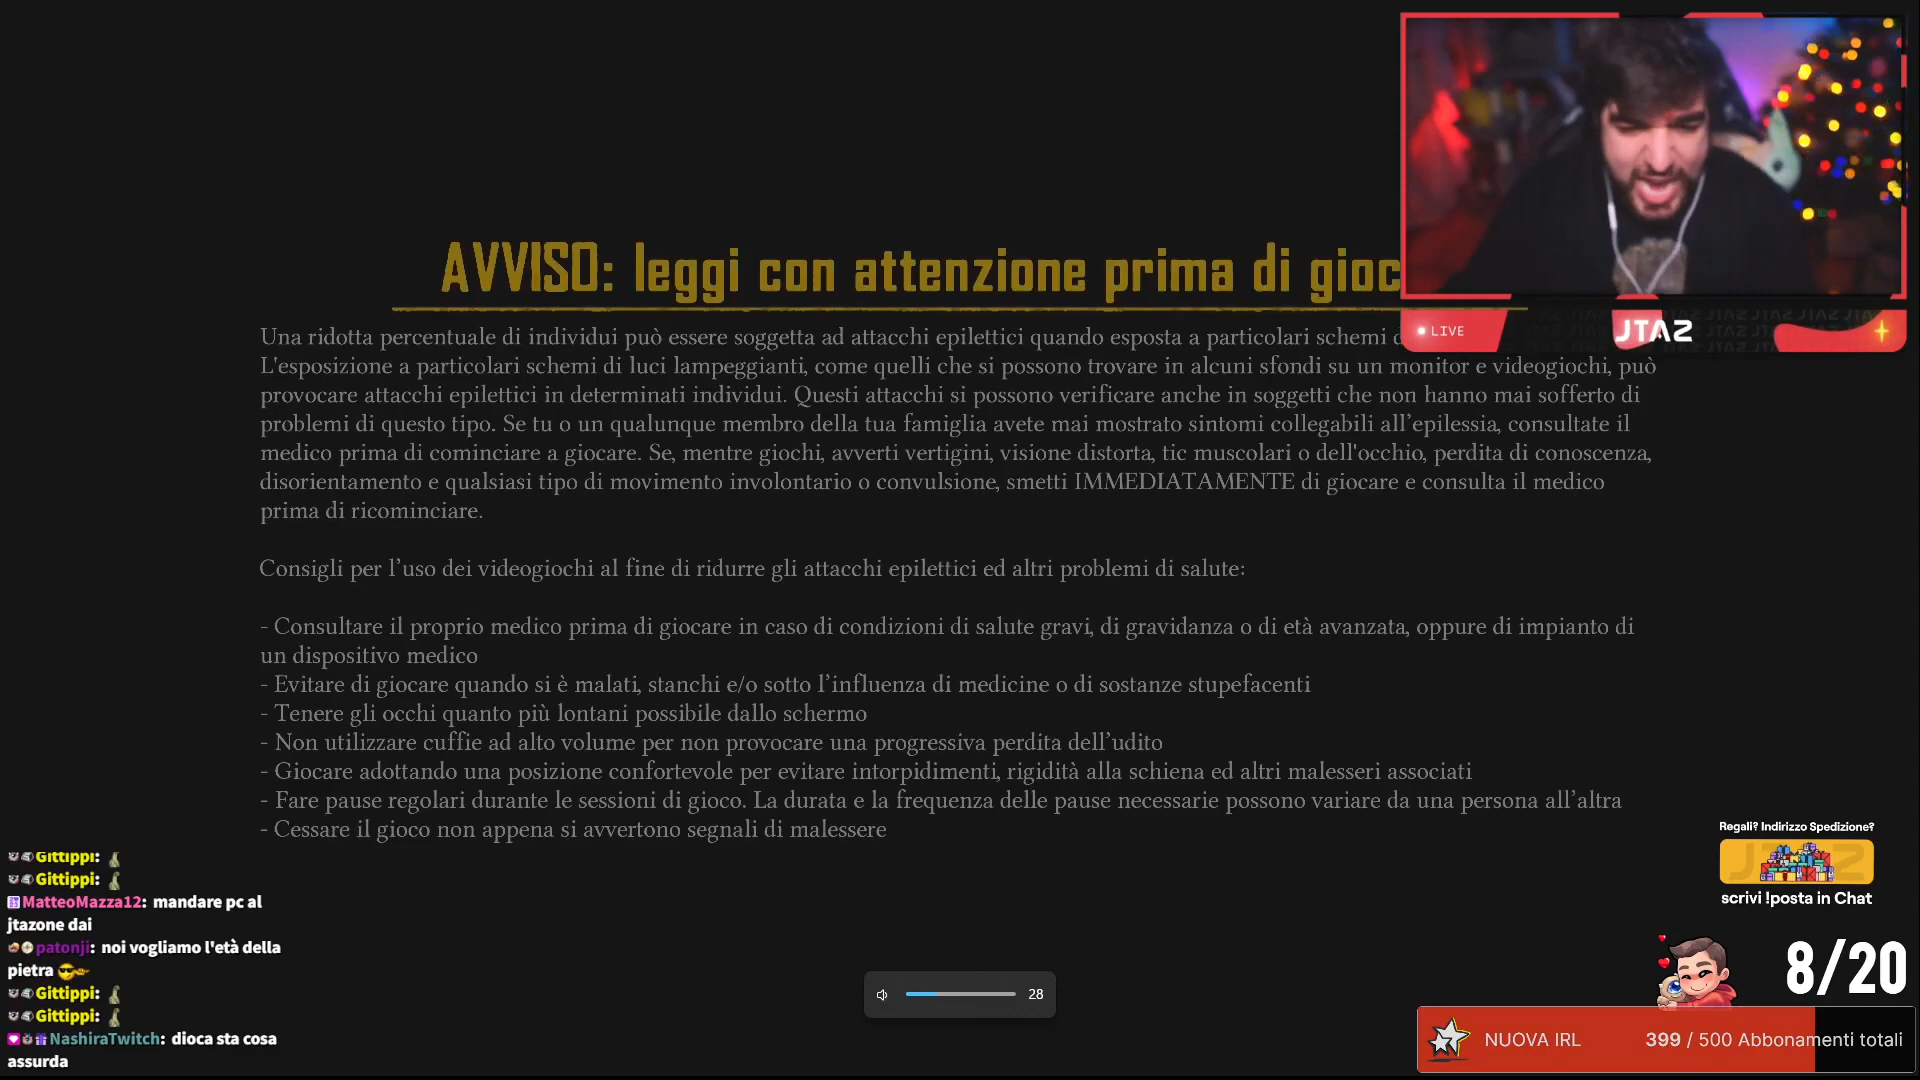 AVVISO: leggi con attenzione prima di gioc
Una ridotta percentuale di individui può essere soggetta ad attacchi epilettici quando esposta a particolari schemi
L'esposizione a particolari schemi di luci lampeggianti, come quelli che si possono trovare in alcuni sfondi su un monitor e videogiochi, può
provocare attacchi epilettici in determinati individui. Questi attacchi si possono verificare anche in soggetti che non hanno mai sofferto di
problemi di questo tipo. Se tu o un qualunque membro della tua famiglia avete mai mostrato sintomi collegabili all’epilessia, consultate il
medico prima di cominciare a giocare. Se, mentre giochi, avverti vertigini, visione distorta, tic muscolari o dell'occhio, perdita di conoscenza,
disorientamento e qualsiasi tipo di movimento involontario o convulsione, smetti IMMEDIATAMENTE di giocare e consulta il medico
prima di ricominciare.
Consigli per l’uso dei videogiochi al fine di ridurre gli attacchi epilettici ed altri problemi di salute:
- Consultare il proprio medico prima di giocare in caso di condizioni di salute gravi, di gravidanza o di età avanzata, oppure di impianto di
un dispositivo medico
- Evitare di giocare quando si è malati, stanchi e/o sotto l’influenza di medicine o di sostanze stupefacenti
- Tenere gli occhi quanto più lontani possibile dallo schermo
- Non utilizzare cuffie ad alto volume per non provocare una progressiva perdita dell’udito
- Giocare adottando una posizione confortevole per evitare intorpidimenti, rigidità alla schiena ed altri malesseri associati
- Fare pause regolari durante le sessioni di gioco. La durata e la frequenza delle pause necessarie possono variare da una persona all’altra
- Cessare il gioco non appena si avvertono segnali di malessere
LIVE
JTAZ
Gittippi:
Gittippi:
MatteoMazza12: mandare pc al
jtazone dai
patonji: noi vogliamo l'età della
pietra
Gittippi:
Gittippi:
NashiraTwitch: dioca sta cosa
assurda
28
Regali? Indirizzo Spedizione?
scrivi !posta in Chat
8/20
NUOVA IRL
399 / 500 Abbonamenti totali